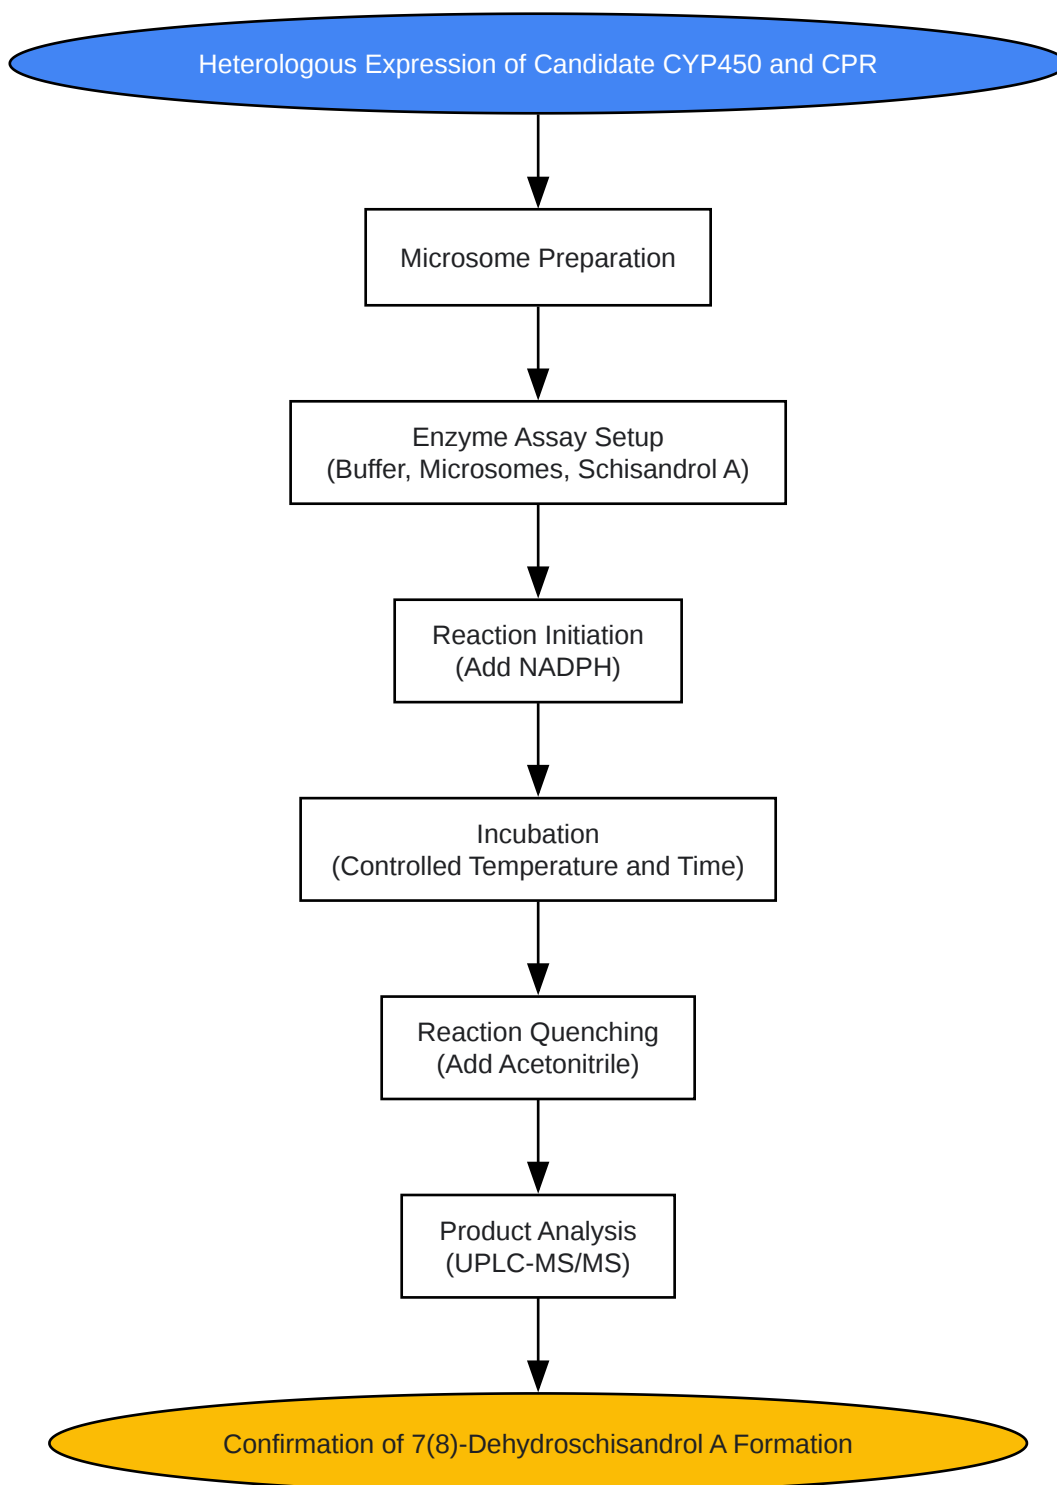 Heterologous Expression of Candidate CYP450 and CPR
Microsome Preparation
Enzyme Assay Setup
(Buffer, Microsomes, Schisandrol A)
Reaction Initiation
(Add NADPH)
Incubation
(Controlled Temperature and Time)
Reaction Quenching
(Add Acetonitrile)
Product Analysis
(UPLC-MS/MS)
Confirmation of 7(8)-Dehydroschisandrol A Formation